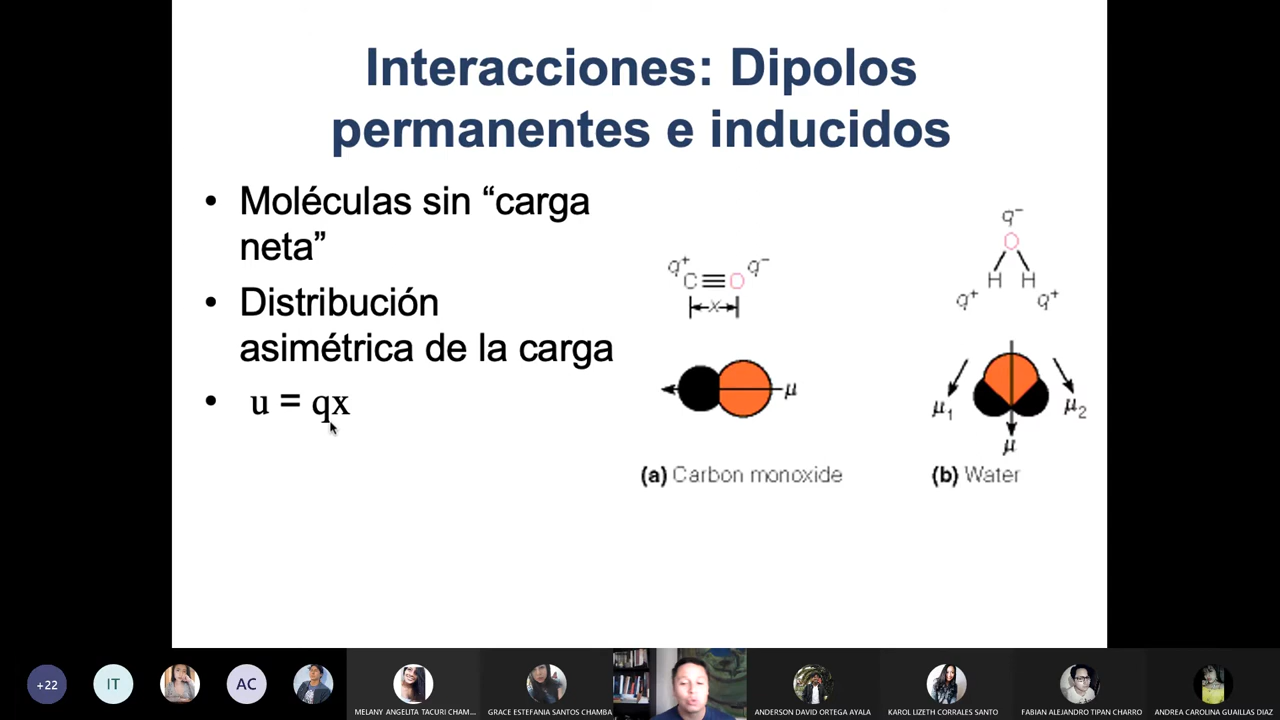 Interacciones: Dipolos
permanentes e inducidos
• Moléculas sin “carga
neta”
• Distribución
asimétrica de la carga
• u = qx
q+
C≡O
q−
x
μ
(a) Carbon monoxide
q−
O
H H
q+ q+
μ1 μ2
μ
(b) Water
+22
IT
AC
MELANY ANGELITA TACURI CHAM...
GRACE ESTEFANIA SANTOS CHAMBA
ANDERSON DAVID ORTEGA AYALA
KAROL LIZETH CORRALES SANTO
FABIAN ALEJANDRO TIPAN CHARRO
ANDREA CAROLINA GUAILLAS DIAZ